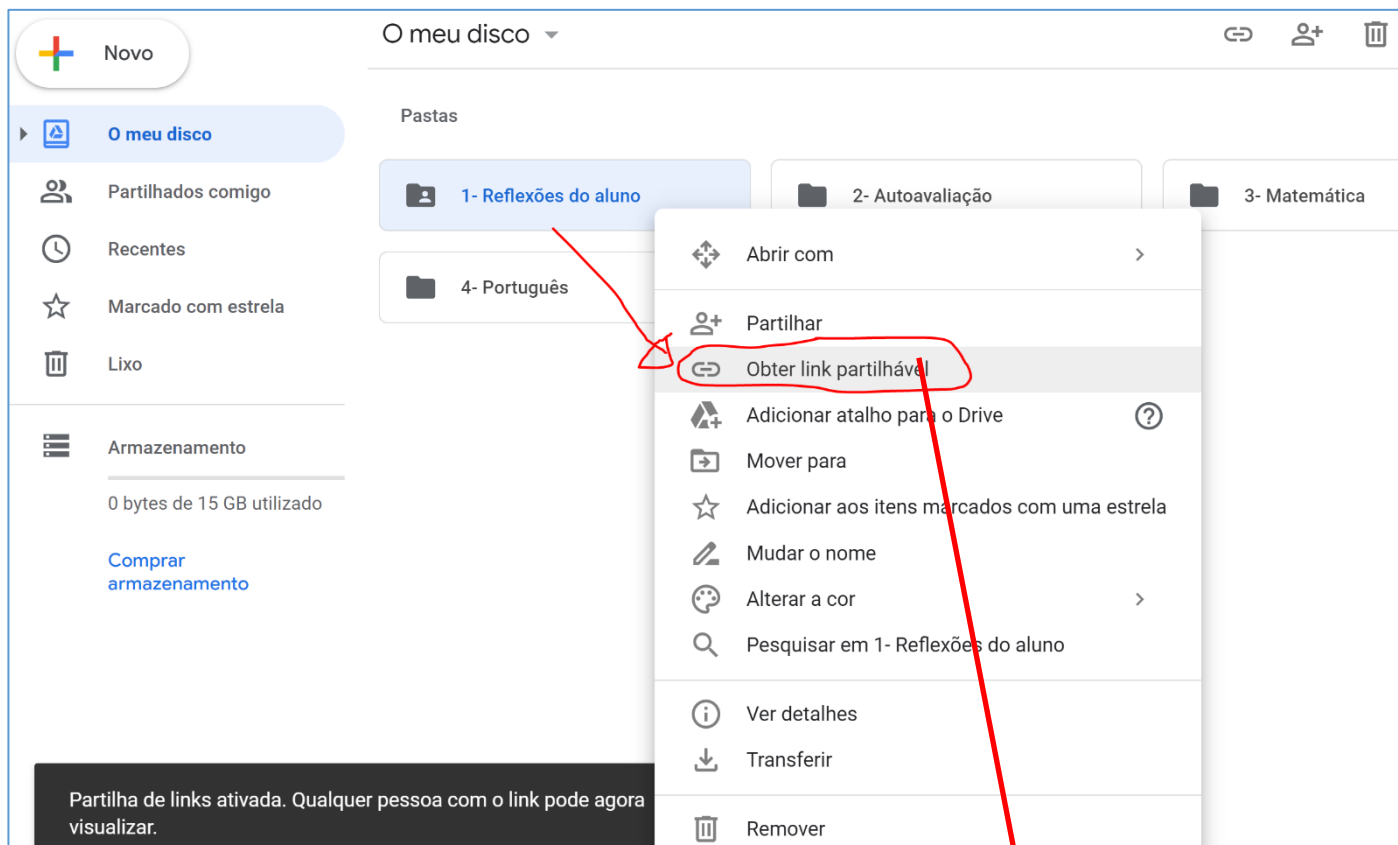 Novo
O meu disco
Partilhados comigo
Recentes
Marcado com estrela
Lixo
Armazenamento
0 bytes de 15 GB utilizado
Comprar
armazenamento
O meu disco
Pastas
1- Reflexões do aluno
2- Autoavaliação
3- Matemática
4- Português
Abrir com
Partilhar
Obter link partilhável
Adicionar atalho para o Drive
Mover para
Adicionar aos itens marcados com uma estrela
Mudar o nome
Alterar a cor
Pesquisar em 1- Reflexões do aluno
Ver detalhes
Transferir
Remover
Partilha de links ativada. Qualquer pessoa com o link pode agora
visualizar.